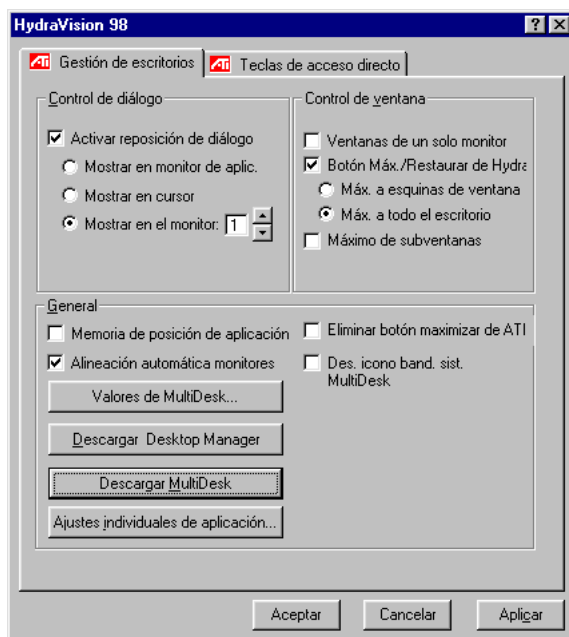 HydraVision 98
ATI Gestión de escritorios
ATI Teclas de acceso directo
Control de diálogo
Activar reposición de diálogo
Mostrar en monitor de aplic.
Mostrar en cursor
Mostrar en el monitor: 1
Control de ventana
Ventanas de un solo monitor
Botón Máx./Restaurar de Hydra
Máx. a esquinas de ventana
Máx. a todo el escritorio
Máximo de subventanas
General
Memoria de posición de aplicación
Alineación automática monitores
Valores de MultiDesk...
Descargar Desktop Manager
Descargar MultiDesk
Ajustes individuales de aplicación...
Eliminar botón maximizar de ATI
Des. icono band. sist.
MultiDesk
Aceptar
Cancelar
Aplicar